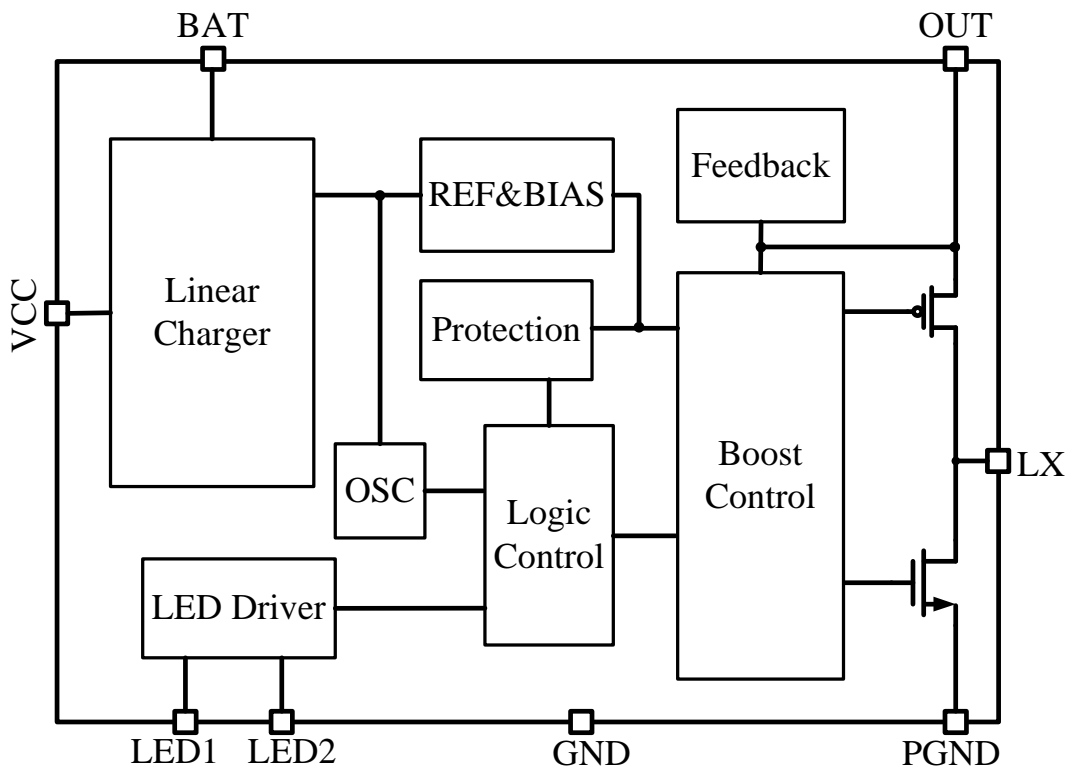 BAT
OUT
Feedback
REF&BIAS
VCC
Linear
Charger
Protection
Boost
Control
LX
OSC
Logic
Control
LED Driver
LED1
LED2
GND
PGND